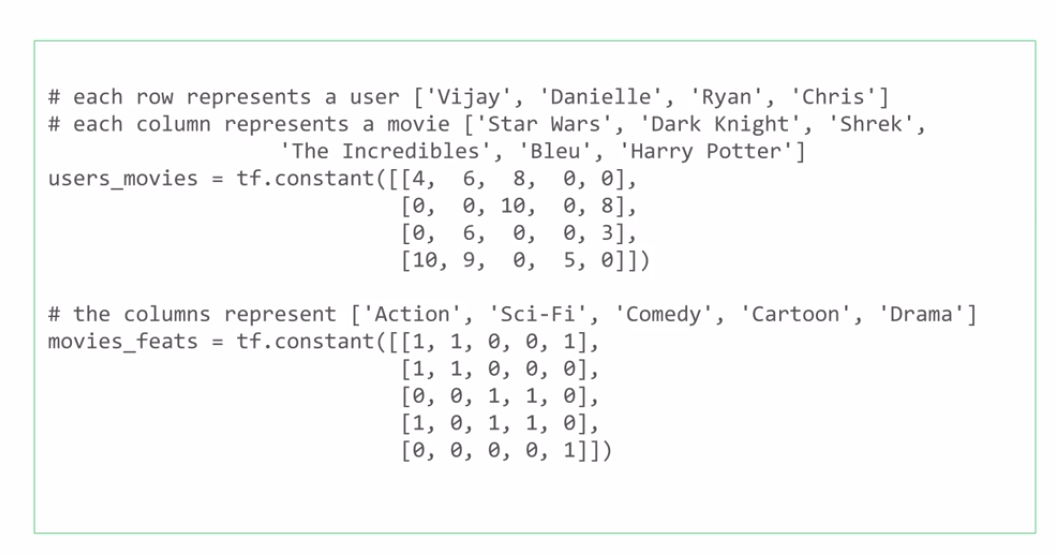 # each row represents a user ['Vijay', 'Danielle', 'Ryan', 'Chris']
# each column represents a movie ['Star Wars', 'Dark Knight', 'Shrek',
                   'The Incredibles', 'Bleu', 'Harry Potter']
users_movies = tf.constant([[4,  6,  8,  0, 0],
                            [0,  0, 10,  0, 8],
                            [0,  6,  0,  0, 3],
                            [10, 9,  0,  5, 0]])
# the columns represent ['Action', 'Sci-Fi', 'Comedy', 'Cartoon', 'Drama']
movies_feats = tf.constant([[1, 1, 0, 0, 1],
                            [1, 1, 0, 0, 0],
                            [0, 0, 1, 1, 0],
                            [1, 0, 1, 1, 0],
                            [0, 0, 0, 0, 1]])